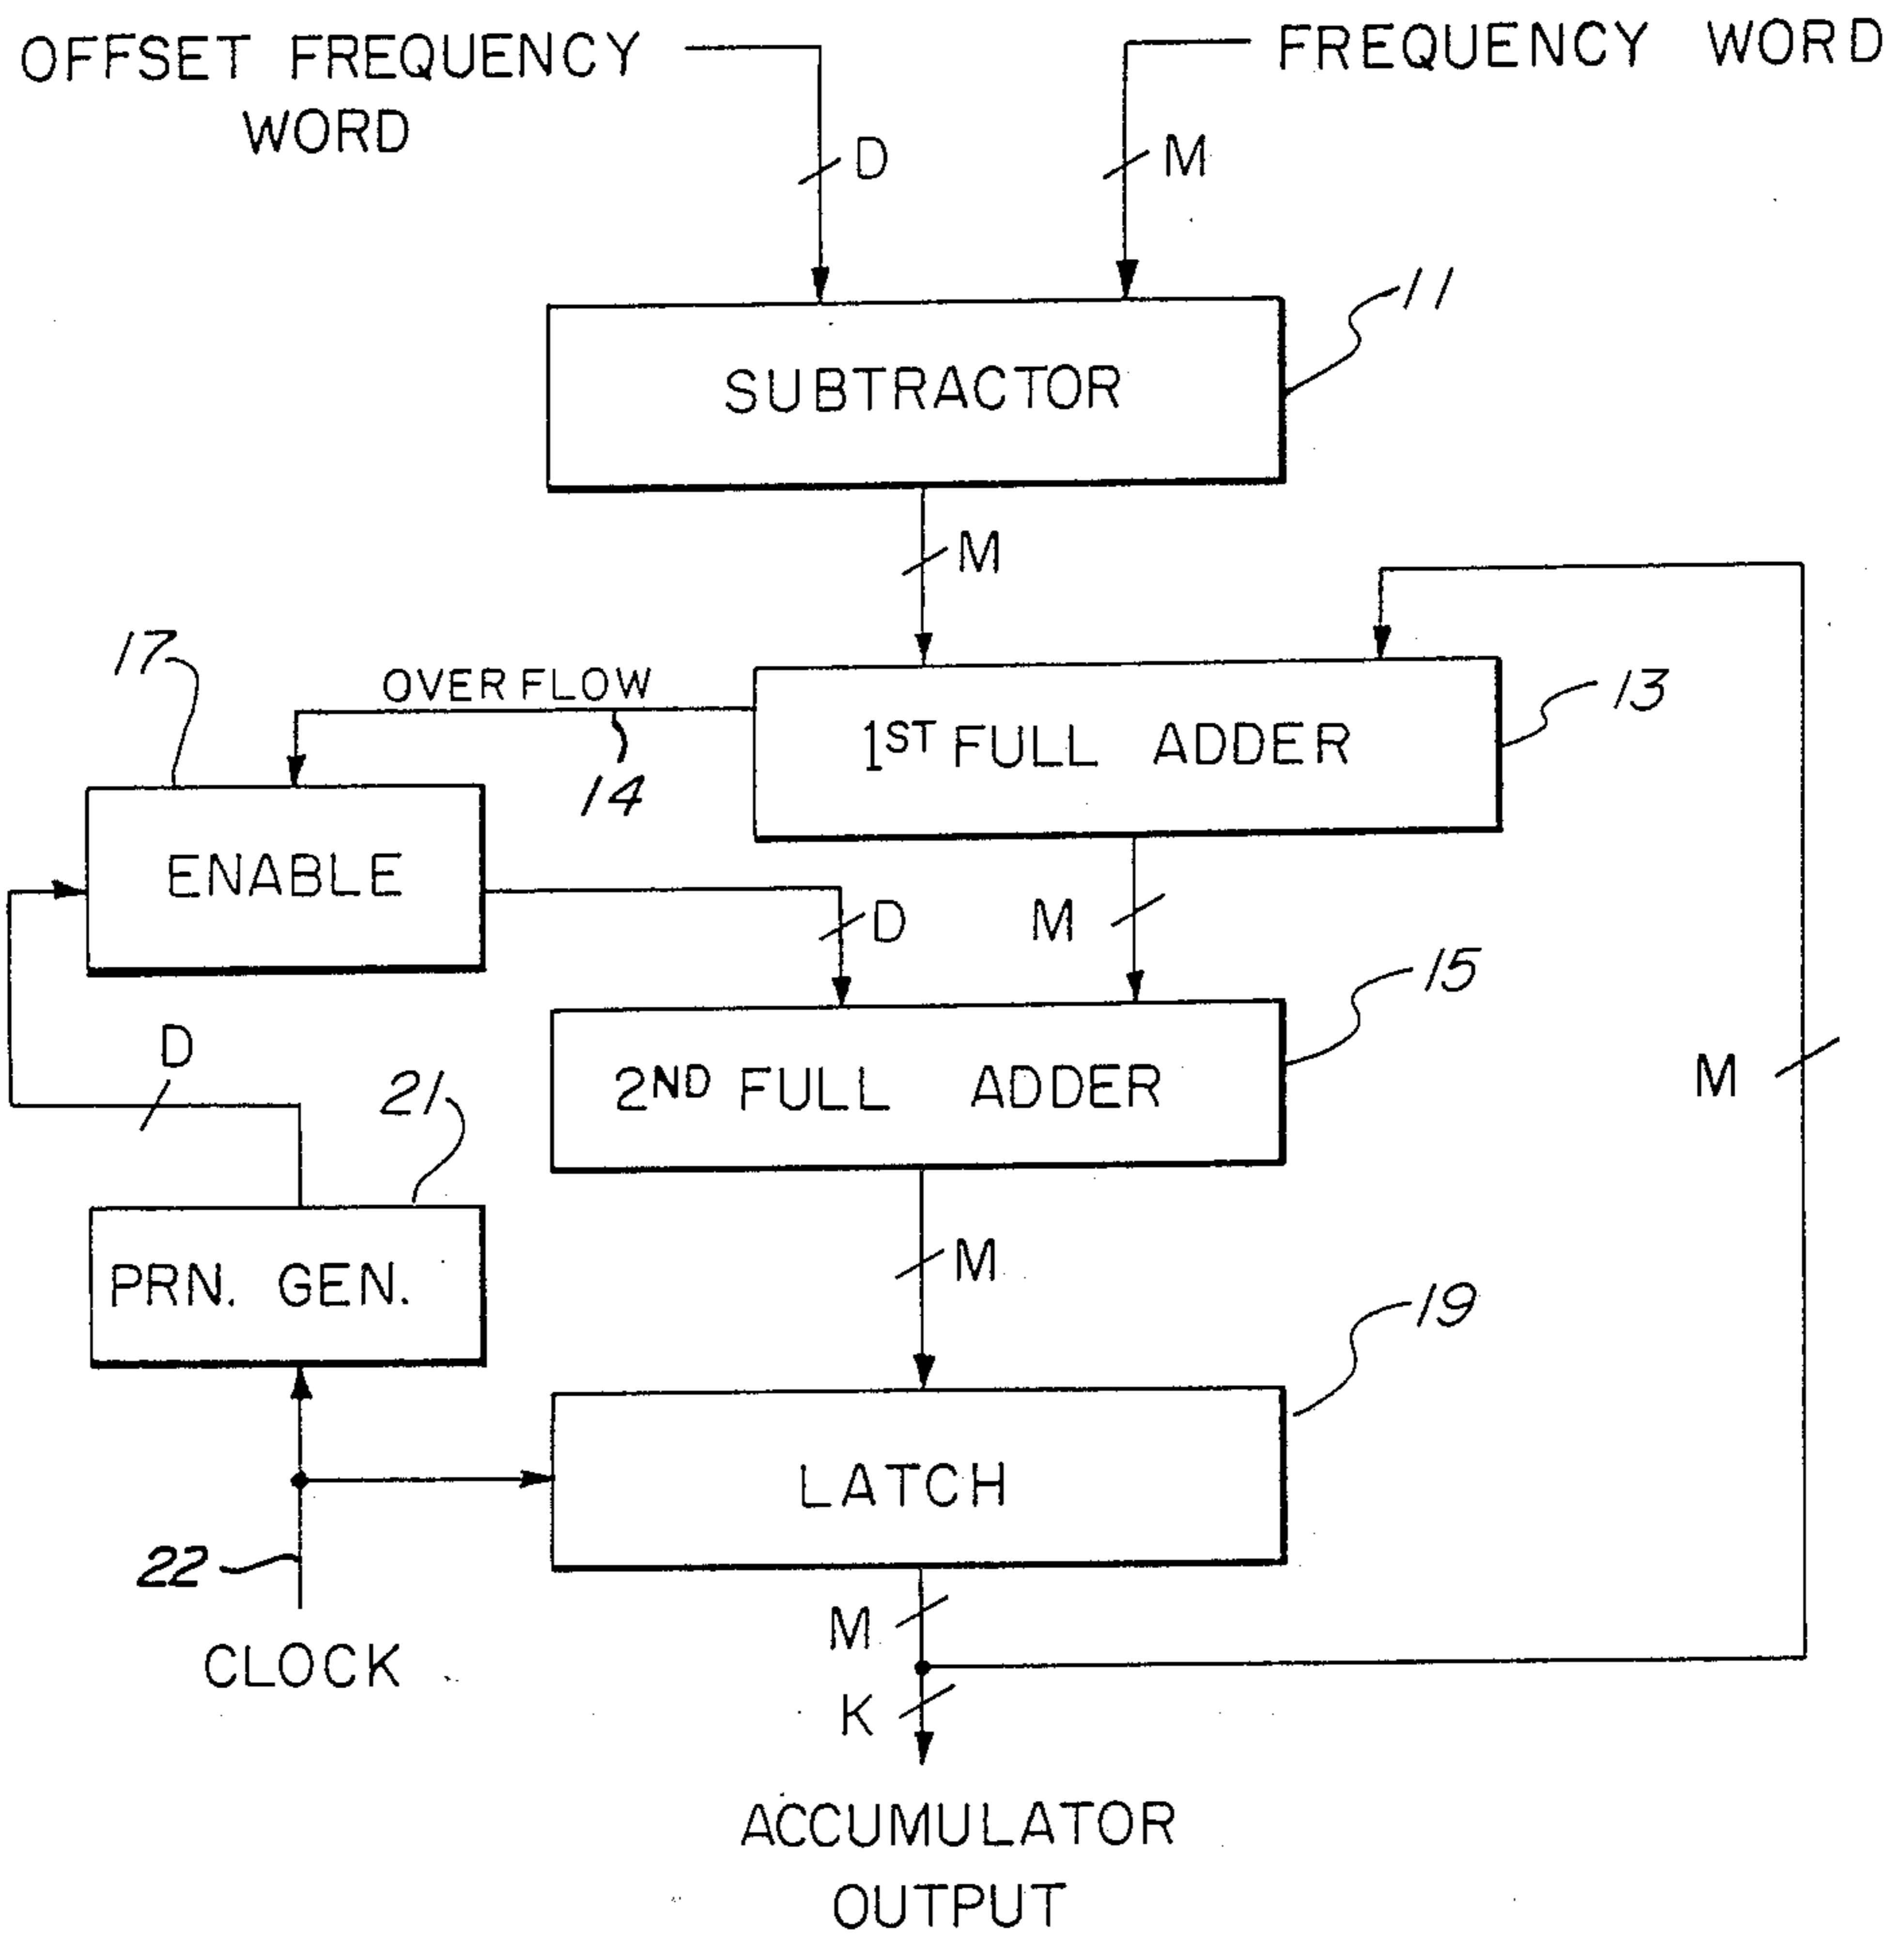 OFFSET FREQUENCY
WORD
FREQUENCY WORD
D
M
11
SUBTRACTOR
M
17
OVERFLOW
14
13
1ST FULL ADDER
ENABLE
D
M
15
D
21
2ND FULL ADDER
M
PRN. GEN.
M
19
LATCH
22
CLOCK
M
K
ACCUMULATOR
OUTPUT